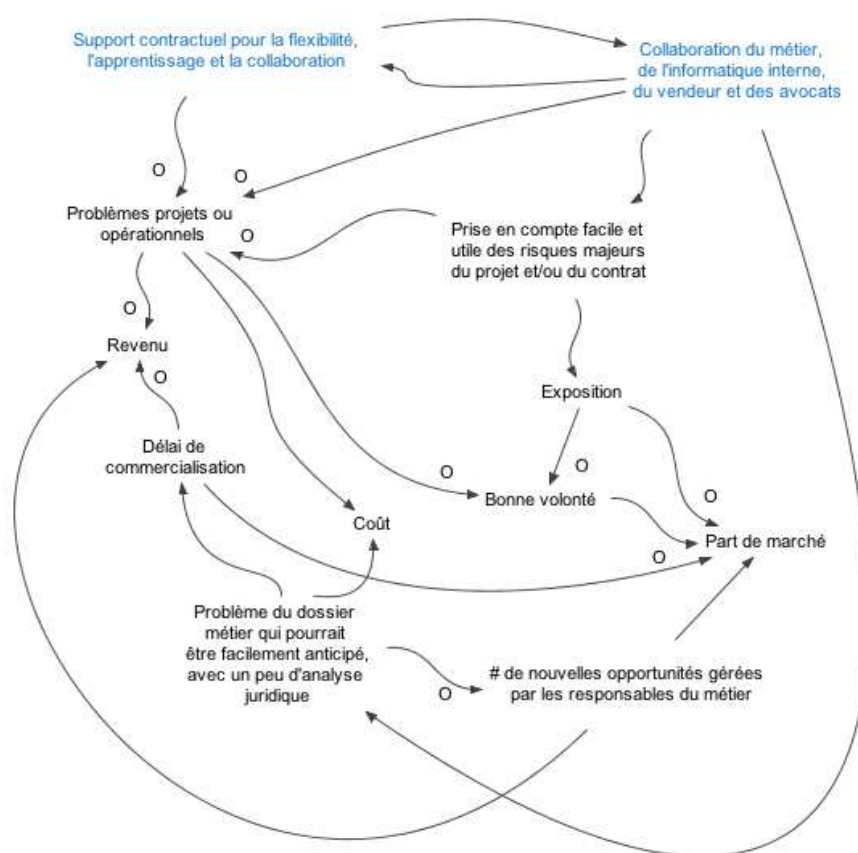 Support contractuel pour la flexibilité,
l'apprentissage et la collaboration
Collaboration du métier,
de l'informatique interne,
du vendeur et des avocats
O
O
Problèmes projets ou
opérationnels
O
Prise en compte facile et
utile des risques majeurs
du projet et/ou du contrat
O
Revenu
O
Exposition
Délai de
commercialisation
O
O
Bonne volonté
O
Coût
Part de marché
O
Problème du dossier
métier qui pourrait
être facilement anticipé,
avec un peu d'analyse
juridique
O
# de nouvelles opportunités gérées
par les responsables du métier